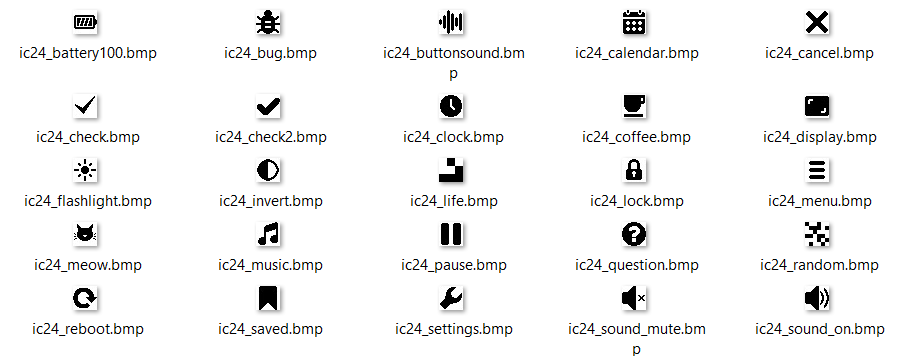 ic24_battery100.bmp
ic24_bug.bmp
ic24_buttonsound.bm
p
ic24_calendar.bmp
ic24_cancel.bmp
ic24_check.bmp
ic24_check2.bmp
ic24_clock.bmp
ic24_coffee.bmp
ic24_display.bmp
ic24_flashlight.bmp
ic24_invert.bmp
ic24_life.bmp
ic24_lock.bmp
ic24_menu.bmp
ic24_meow.bmp
ic24_music.bmp
ic24_pause.bmp
ic24_question.bmp
ic24_random.bmp
ic24_reboot.bmp
ic24_saved.bmp
ic24_settings.bmp
ic24_sound_mute.bm
p
ic24_sound_on.bmp